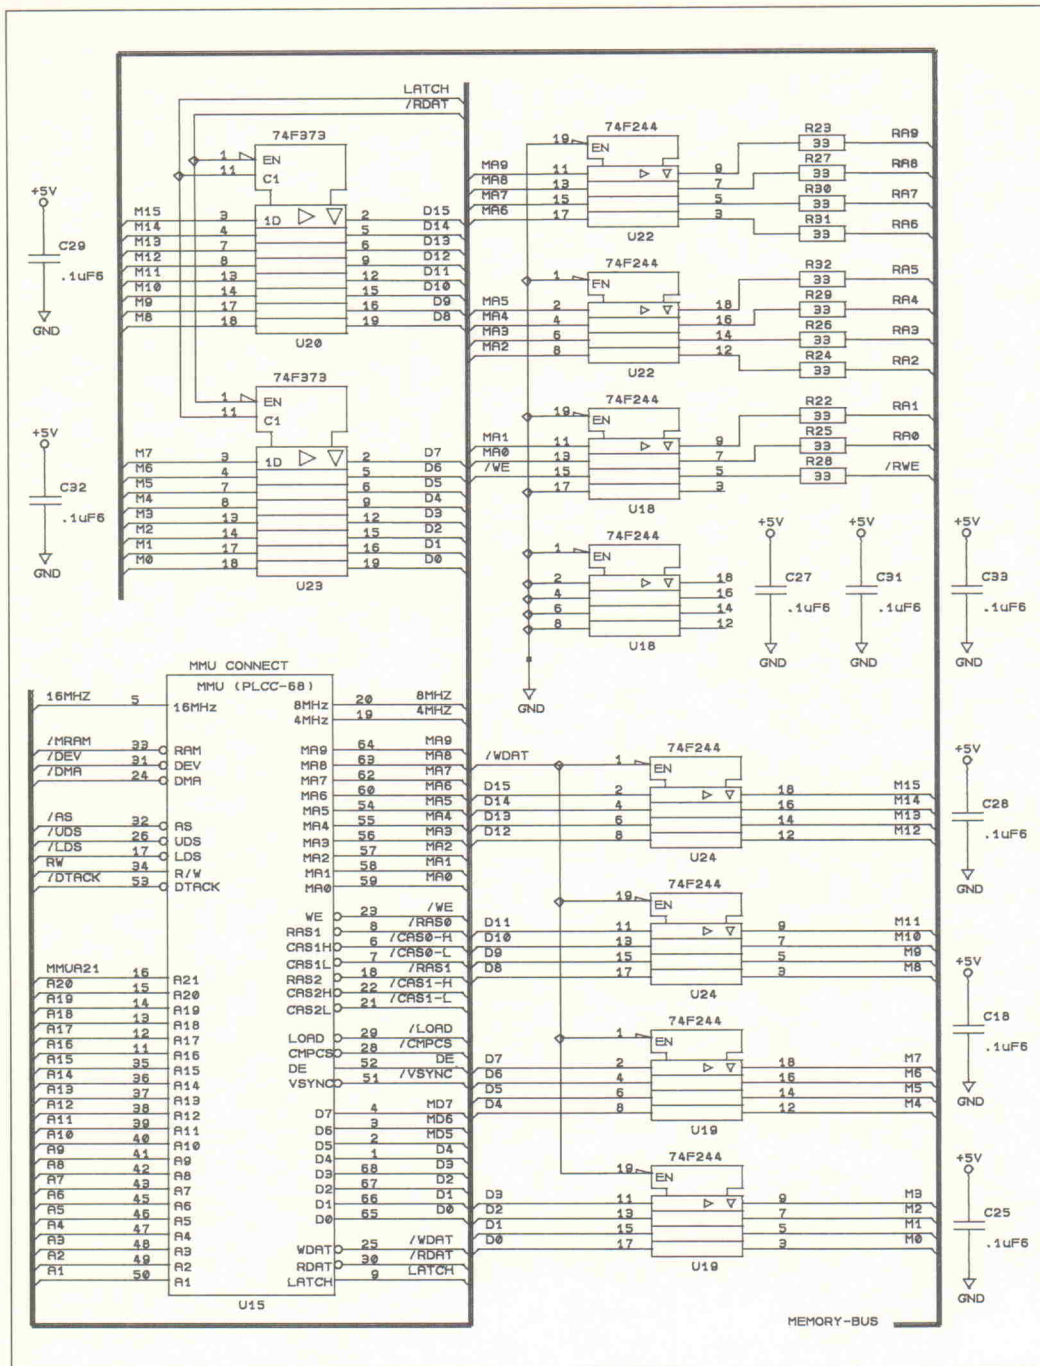 LATCH
/RDAT
74F373
1 EN
11 C1
M15 3 1D 2 D15
M14 4 5 D14
M13 7 6 D13
M12 8 9 D12
M11 13 12 D11
M10 14 15 D10
M9 17 16 D9
M8 18 19 D8
U20
+5V
C29
.1uF6
GND
74F373
1 EN
11 C1
M7 3 1D 2 D7
M6 4 5 D6
M5 7 6 D5
M4 8 9 D4
M3 13 12 D3
M2 14 15 D2
M1 17 16 D1
M0 18 19 D0
U23
+5V
C32
.1uF6
GND
74F244
19 EN
MA9 11 9 R23 33 RA9
MA8 13 7 R27 33 RA8
MA7 15 5 R30 33 RA7
MA6 17 3 R31 33 RA6
U22
74F244
1 EN
MA5 2 18 R32 33 RA5
MA4 4 16 R29 33 RA4
MA3 6 14 R26 33 RA3
MA2 8 12 R24 33 RA2
U22
74F244
19 EN
MA1 11 9 R22 33 RA1
MA0 13 7 R25 33 RA0
/WE 15 5 R28 33 /RWE
17 3
U18
74F244
1 EN
2 18
4 16
6 14
8 12
U18
GND
+5V
C27
.1uF6
GND
+5V
C31
.1uF6
GND
+5V
C33
.1uF6
GND
MMU CONNECT
MMU (PLCC-68)
16MHZ 5 16MHz 8MHz 20 8MHZ
4MHz 19 4MHZ
/MRAM 33 RAM MA9 64 MA9
/DEV 31 DEV MA8 63 MA8
/DMA 24 DMA MA7 62 MA7
MA6 60 MA6
MA5 54 MA5
/AS 32 AS MA4 55 MA4
/UDS 26 UDS MA3 56 MA3
/LDS 17 LDS MA2 57 MA2
RW 34 R/W MA1 58 MA1
/DTACK 53 DTACK MA0 59 MA0
WE 23 /WE
RAS1 8 /RAS0
CAS1H 6 /CAS0-H
CAS1L 7 /CAS0-L
MMUA21 16 A21 RAS2 18 /RAS1
A20 15 A20 CAS2H 22 /CAS1-H
A19 14 A19 CAS2L 21 /CAS1-L
A18 13 A18
A17 12 A17 LOAD 29 /LOAD
A16 11 A16 CMPCS 28 /CMPCS
A15 35 A15 DE 52 DE
A14 36 A14 VSYNC 51 /VSYNC
A13 37 A13
A12 38 A12 D7 4 MD7
A11 39 A11 D6 3 MD6
A10 40 A10 D5 2 MD5
A9 41 A9 D4 1 D4
A8 42 A8 D3 68 D3
A7 43 A7 D2 67 D2
A6 45 A6 D1 66 D1
A5 46 A5 D0 65 D0
A4 47 A4
A3 48 A3 WDAT 25 /WDAT
A2 49 A2 RDAT 30 /RDAT
A1 50 A1 LATCH 9 LATCH
U15
/WDAT
74F244
1 EN
D15 2 18 M15
D14 4 16 M14
D13 6 14 M13
D12 8 12 M12
U24
+5V
C28
.1uF6
GND
74F244
19 EN
D11 11 9 M11
D10 13 7 M10
D9 15 5 M9
D8 17 3 M8
U24
+5V
C18
.1uF6
GND
74F244
1 EN
D7 2 18 M7
D6 4 16 M6
D5 6 14 M5
D4 8 12 M4
U19
74F244
19 EN
D3 11 9 M3
D2 13 7 M2
D1 15 5 M1
D0 17 3 M0
U19
+5V
C25
.1uF6
GND
MEMORY-BUS